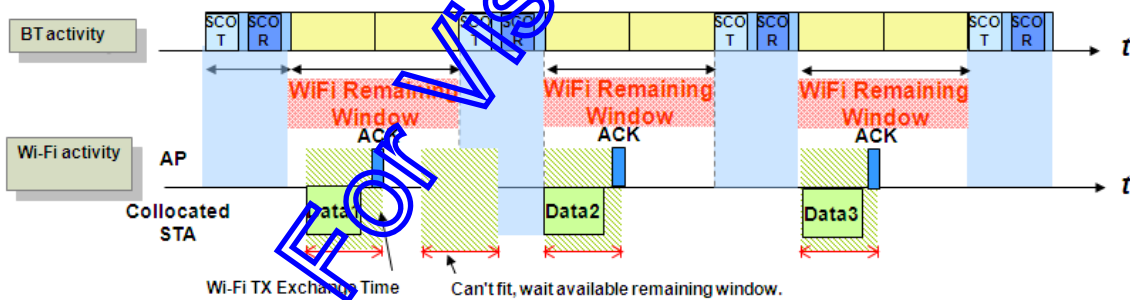 BT activity
SCO
T
SCO
R
SCO
T
SCO
R
SCO
T
SCO
R
SCO
T
SCO
R
t
WiFi Remaining
Window
WiFi Remaining
Window
WiFi Remaining
Window
Wi-Fi activity
AP
ACK
ACK
ACK
t
Collocated
STA
Data1
Data2
Data3
Wi-Fi TX Exchange Time
Can't fit, wait available remaining window.
For Vis